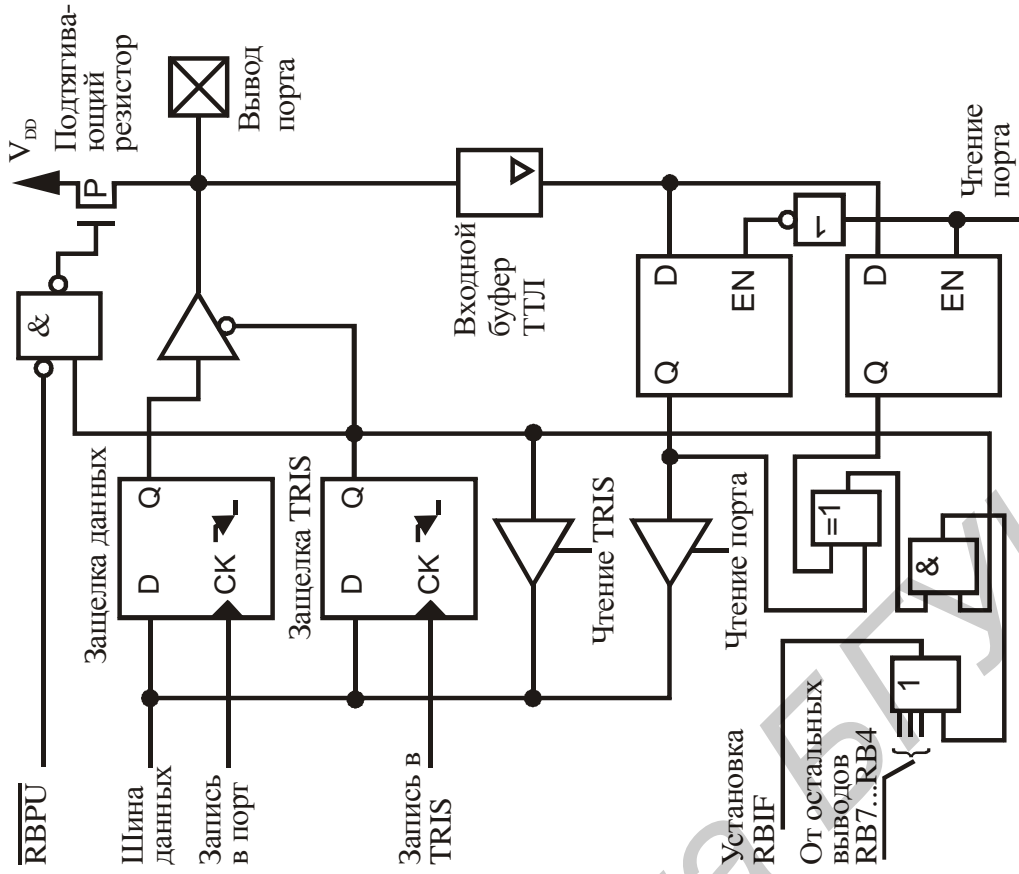 V_DD
Подтягива-
ющий
резистор
P
&
Вывод
порта
RBPU
Защелка данных
D
Q
CK
Шина
данных
Запись
в порт
Защелка TRIS
D
Q
CK
Запись в
TRIS
Входной
буфер
ТТЛ
Чтение TRIS
Чтение порта
Q
D
EN
1
Q
D
EN
Чтение
порта
=1
&
1
Установка
RBIF
От остальных
выводов
RB7...RB4
БГУ